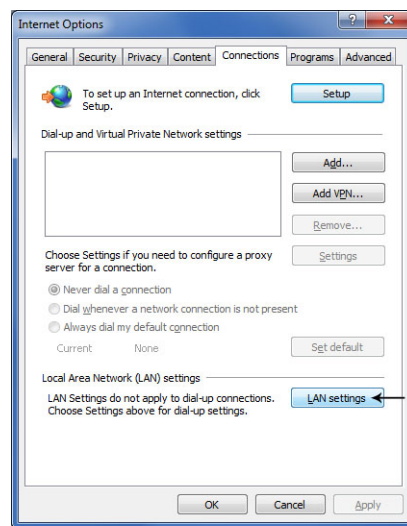 Internet Options
General Security Privacy Content Connections Programs Advanced
To set up an Internet connection, click
Setup.
Setup
Dial-up and Virtual Private Network settings
Add...
Add VPN...
Remove...
Choose Settings if you need to configure a proxy
server for a connection.
Settings
Never dial a connection
Dial whenever a network connection is not present
Always dial my default connection
Current None
Set default
Local Area Network (LAN) settings
LAN Settings do not apply to dial-up connections.
Choose Settings above for dial-up settings.
LAN settings
OK Cancel Apply